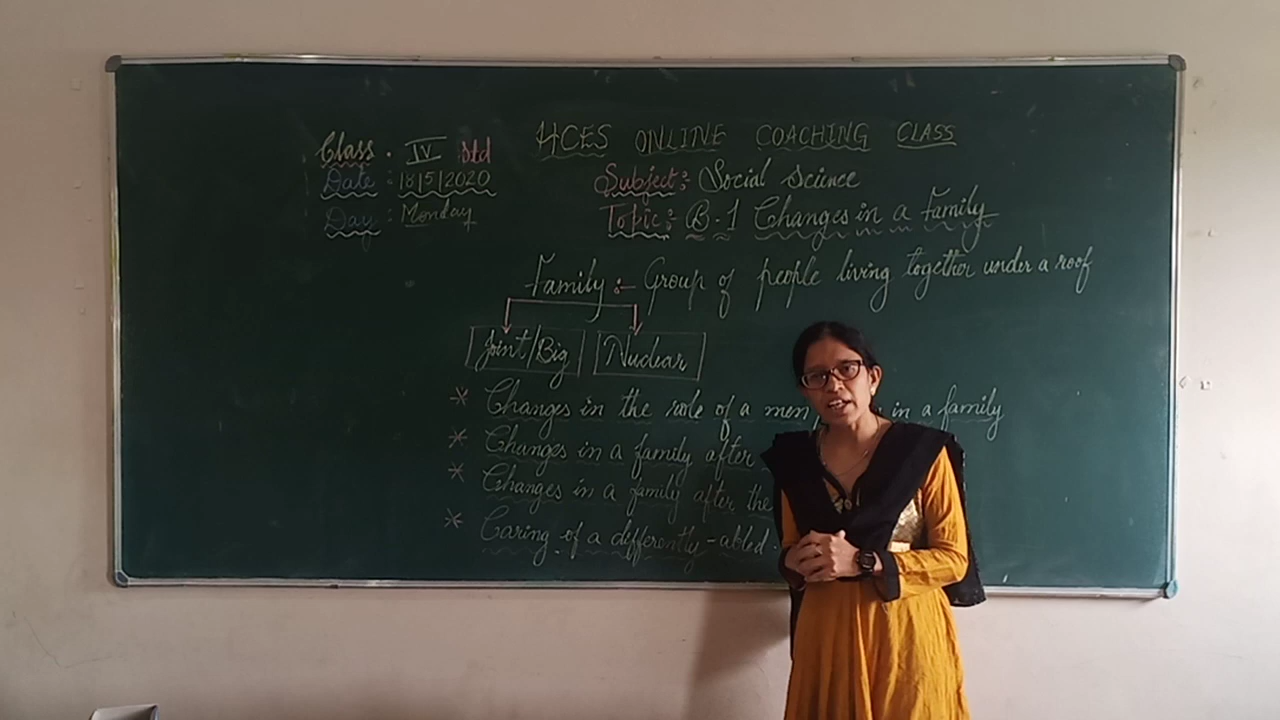 HCES ONLINE COACHING CLASS
Class . IV Std
Date : 18/5/2020
Day : Monday
Subject:- Social Science
Topic:- B.1 Changes in a Family
Family :- Group of people living together under a roof
Joint/Big Nuclear
* Changes in the role of a in a family
* Changes in a family after
* Changes in a family after the
* Caring of a differently-abled